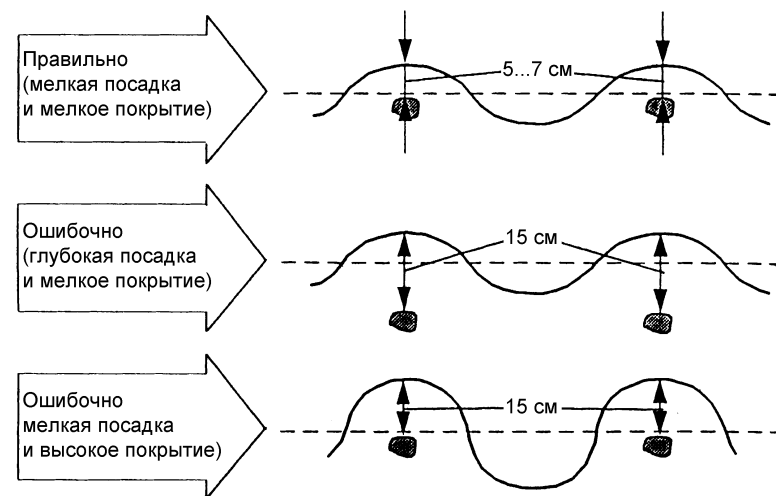 Правильно
(мелкая посадка
и мелкое покрытие)
5...7 см
Ошибочно
(глубокая посадка
и мелкое покрытие)
15 см
Ошибочно
мелкая посадка
и высокое покрытие)
15 см